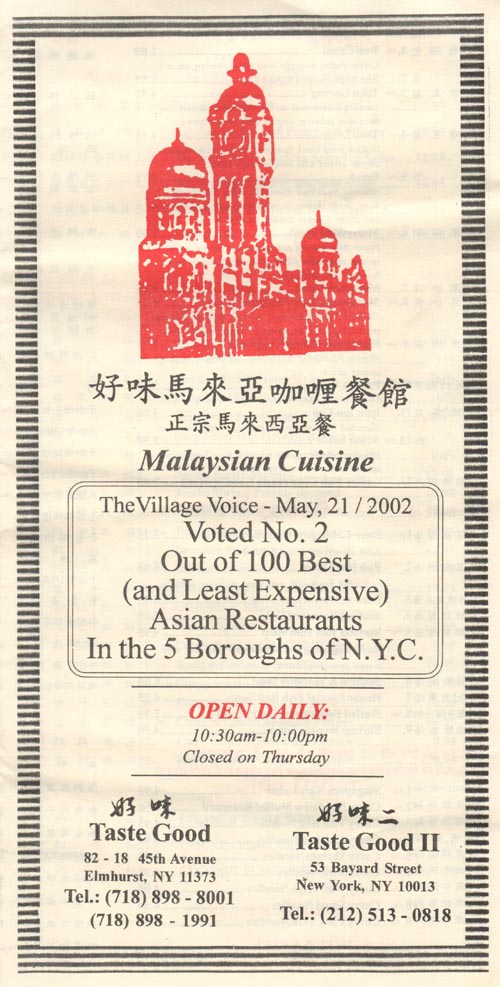 好味馬來亞咖喱餐館
正宗馬來西亞餐
Malaysian Cuisine
The Village Voice - May, 21 / 2002
Voted No. 2
Out of 100 Best
(and Least Expensive)
Asian Restaurants
In the 5 Boroughs of N.Y.C.
OPEN DAILY:
10:30am-10:00pm
Closed on Thursday
好味
Taste Good
82 - 18 45th Avenue
Elmhurst, NY 11373
Tel.: (718) 898 - 8001
(718) 898 - 1991
好味二
Taste Good II
53 Bayard Street
New York, NY 10013
Tel.: (212) 513 - 0818